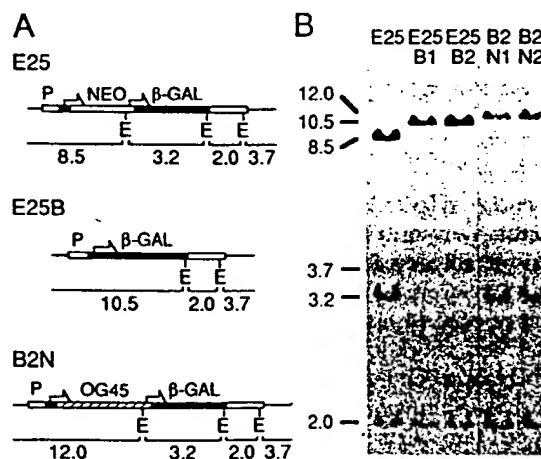 A
E25
P NEO β-GAL
E E E
8.5 3.2 2.0 3.7
E25B
P β-GAL
E E
10.5 2.0 3.7
B2N
P OG45 β-GAL
E E E
12.0 3.2 2.0 3.7
B
E25 E25 E25 B2 B2
B1 B2 N1 N2
12.0
10.5
8.5
3.7
3.2
2.0